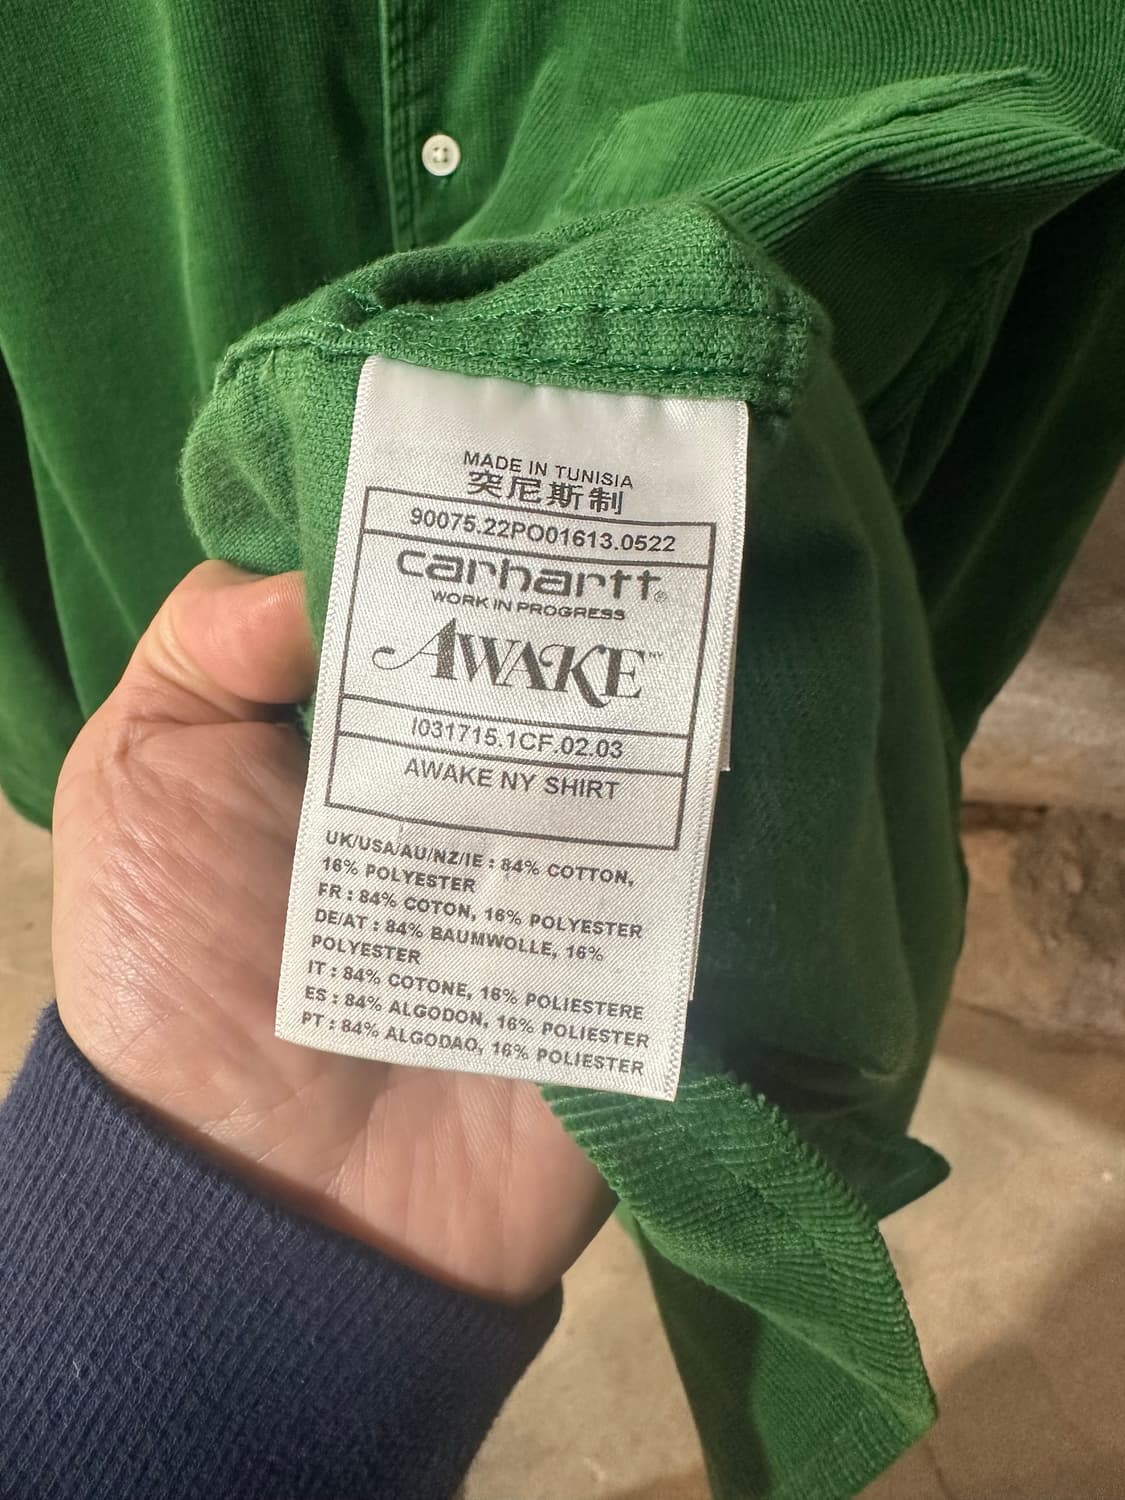 MADE IN TUNISIA
突尼斯制
90075.22PO01613.0522
carhartt®
WORK IN PROGRESS
AWAKE™
I031715.1CF.02.03
AWAKE NY SHIRT
UK/USA/AU/NZ/IE : 84% COTTON,
16% POLYESTER
FR : 84% COTON, 16% POLYESTER
DE/AT : 84% BAUMWOLLE, 16%
POLYESTER
IT : 84% COTONE, 16% POLIESTERE
ES : 84% ALGODON, 16% POLIESTER
PT : 84% ALGODAO, 16% POLIESTER